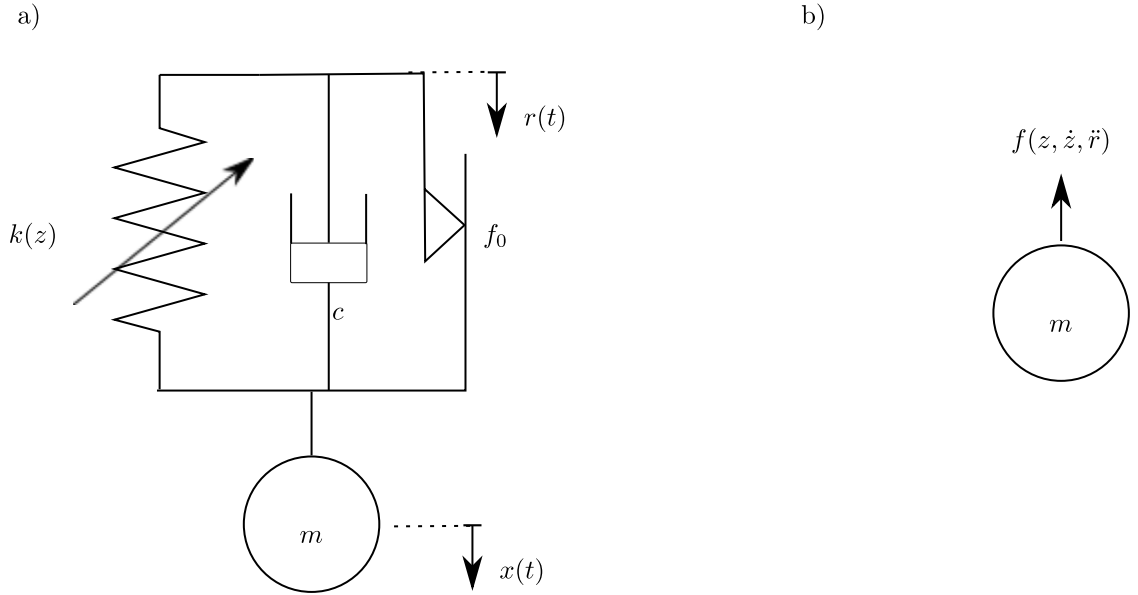 a)
b)
r(t)
f(z, ż, r̈)
k(z)
f₀
c
m
m
x(t)